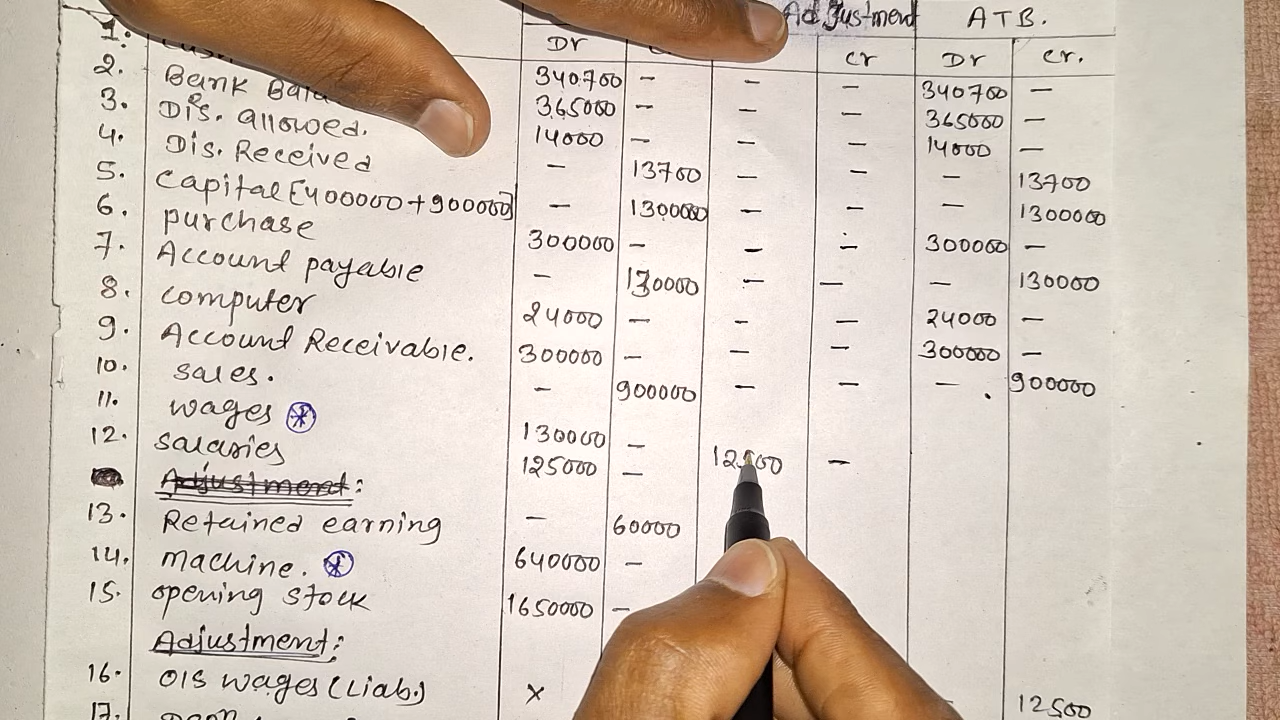 Adjustment ATB.
Dr Cr Dr Cr.
1. 340.700 – – – 340700 –
2. Bank 365000 – – – 365000 –
3. Dis. allowed. 14000 – – – 14000 –
4. Dis. Received – 13700 – – – 13700
5. Capital [400000+900000] – 1300000 – – – 1300000
6. purchase 300000 – – – 300000 –
7. Account payable – 130000 – – – 130000
8. computer 24000 – – – 24000 –
9. Account Receivable. 300000 – – – 300000 –
10. sales. – 900000 – – – 900000
11. wages * 130000 –
12. salaries 125000 – –
Adjustment:
13. Retained earning – 60000
14. machine. * 640000 –
15. opening stock 1650000 –
Adjustment:
16. O/S wages (Liab.) × 12500
17.